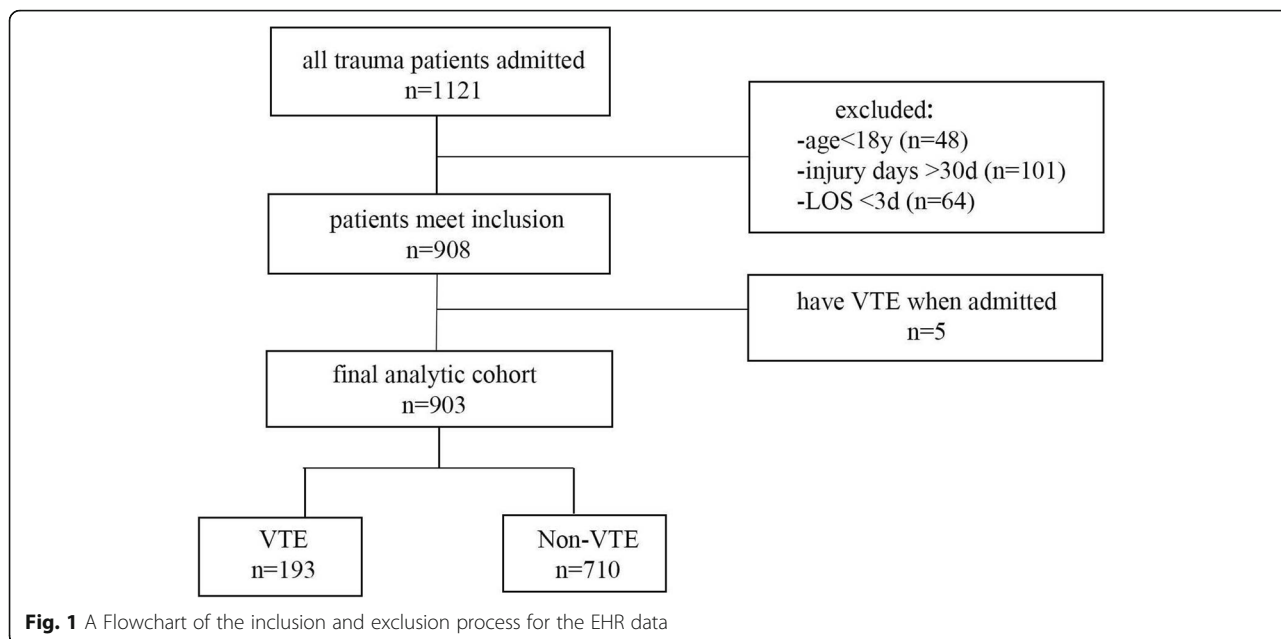 all trauma patients admitted
n=1121
excluded:
-age<18y (n=48)
-injury days >30d (n=101)
-LOS <3d (n=64)
patients meet inclusion
n=908
have VTE when admitted
n=5
final analytic cohort
n=903
VTE
n=193
Non-VTE
n=710
Fig. 1 A Flowchart of the inclusion and exclusion process for the EHR data